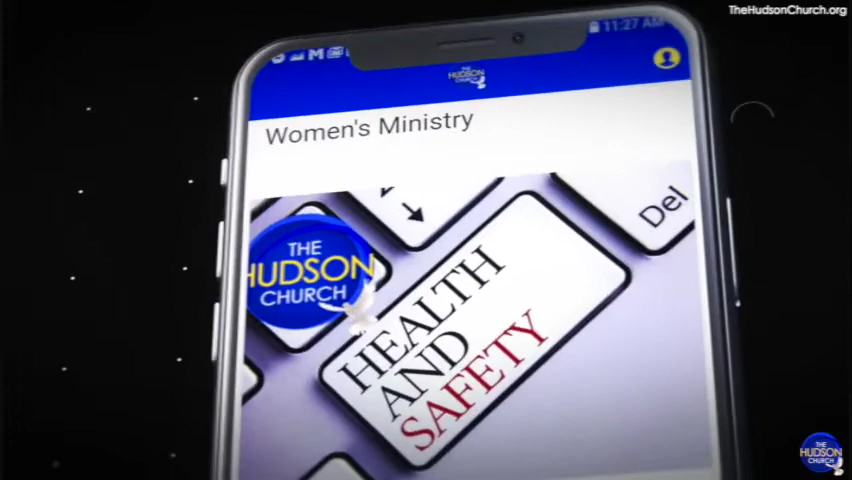 TheHudsonChurch.org
11:27 AM
THE
HUDSON
CHURCH
Women's Ministry
Del
THE
HUDSON
CHURCH
HEALTH
AND
SAFETY
THE
HUDSON
CHURCH